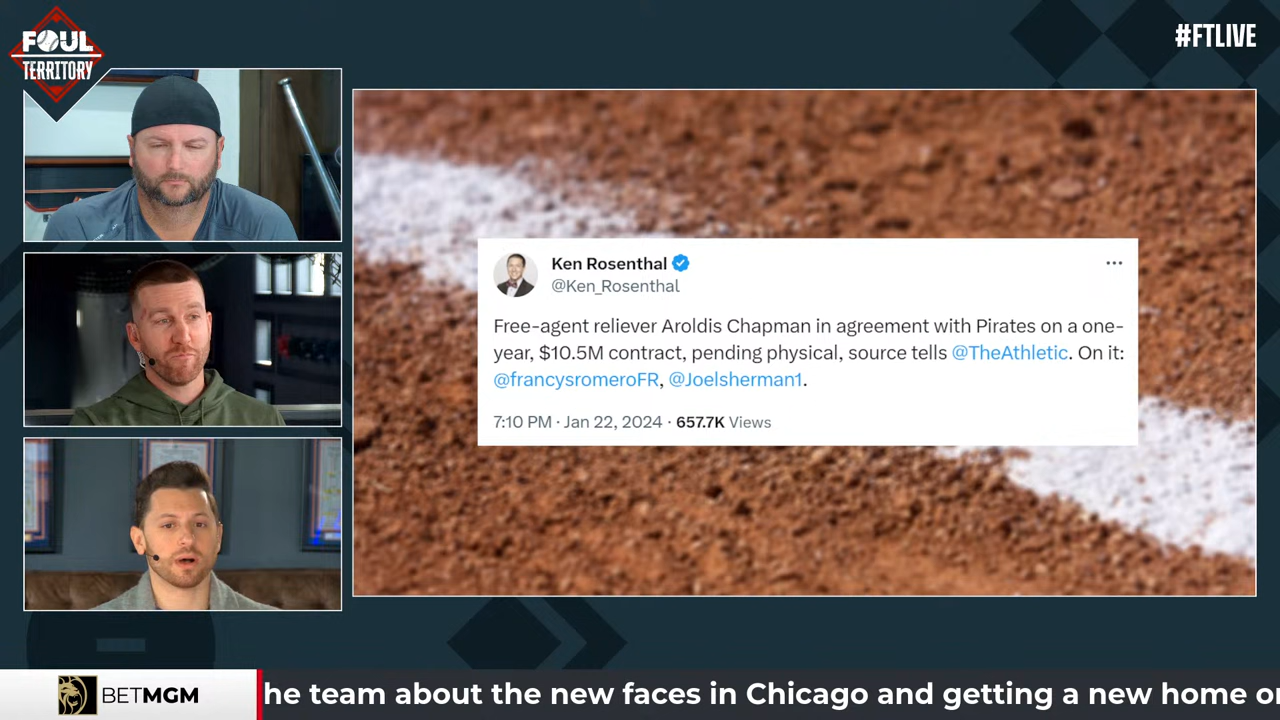 FOUL
TERRITORY
#FTLIVE
Ken Rosenthal
@Ken_Rosenthal
Free-agent reliever Aroldis Chapman in agreement with Pirates on a one-
year, $10.5M contract, pending physical, source tells @TheAthletic. On it:
@francysromeroFR, @Joelsherman1.
7:10 PM · Jan 22, 2024 · 657.7K Views
BETMGM
he team about the new faces in Chicago and getting a new home o